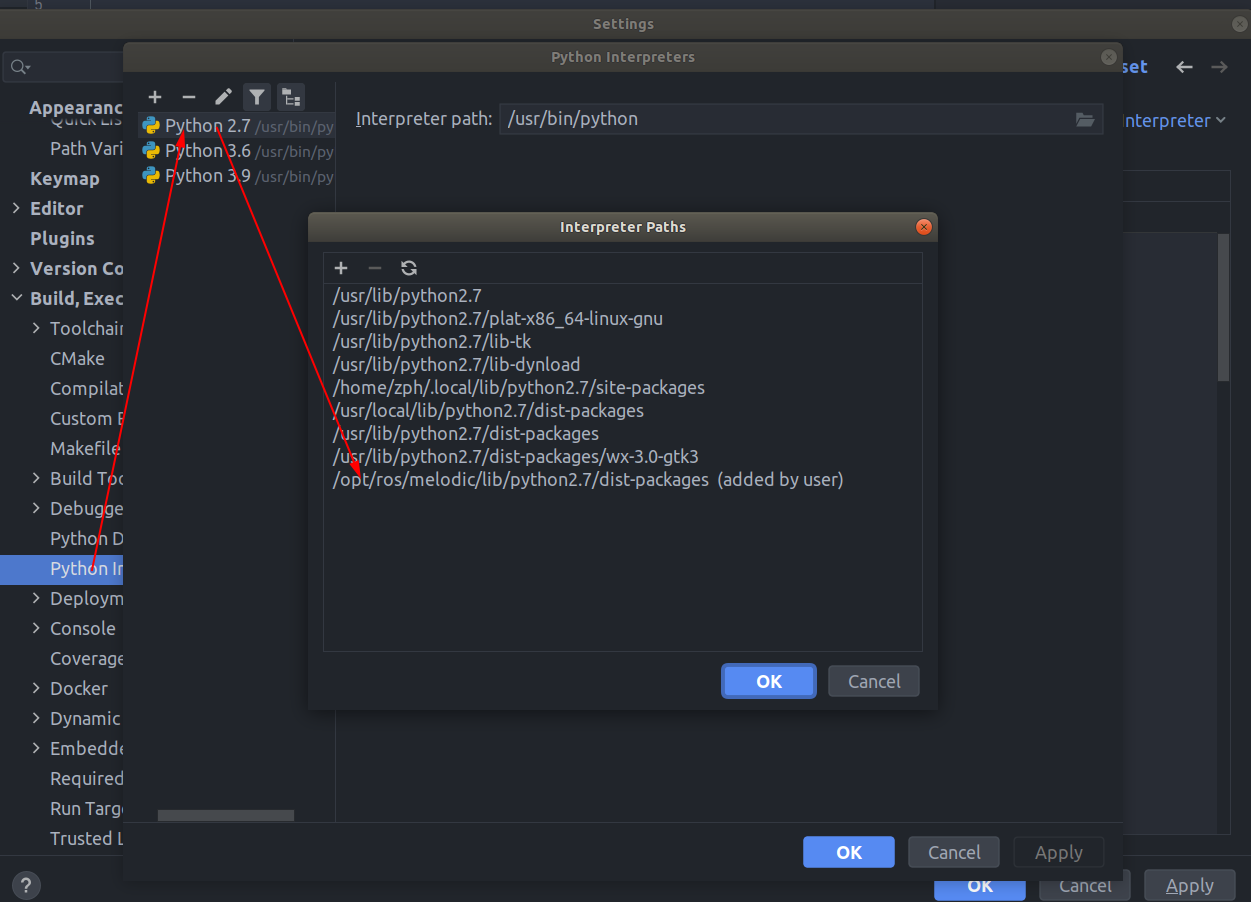 5
Settings
Python Interpreters
set
Appearanc
Quick Lis
Path Vari
Keymap
Editor
Plugins
Version Co
Build, Exec
Toolchair
CMake
Compilat
Custom B
Makefile
Build Too
Debugge
Python D
Python In
Deploym
Console
Coverage
Docker
Dynamic
Embedde
Required
Run Targ
Trusted L
?
Python 2.7 /usr/bin/py
Python 3.6 /usr/bin/py
Python 3.9 /usr/bin/py
Interpreter path: /usr/bin/python
Interpreter
Interpreter Paths
/usr/lib/python2.7
/usr/lib/python2.7/plat-x86_64-linux-gnu
/usr/lib/python2.7/lib-tk
/usr/lib/python2.7/lib-dynload
/home/zph/.local/lib/python2.7/site-packages
/usr/local/lib/python2.7/dist-packages
/usr/lib/python2.7/dist-packages
/usr/lib/python2.7/dist-packages/wx-3.0-gtk3
/opt/ros/melodic/lib/python2.7/dist-packages (added by user)
OK Cancel
OK Cancel Apply
OK Cancel Apply